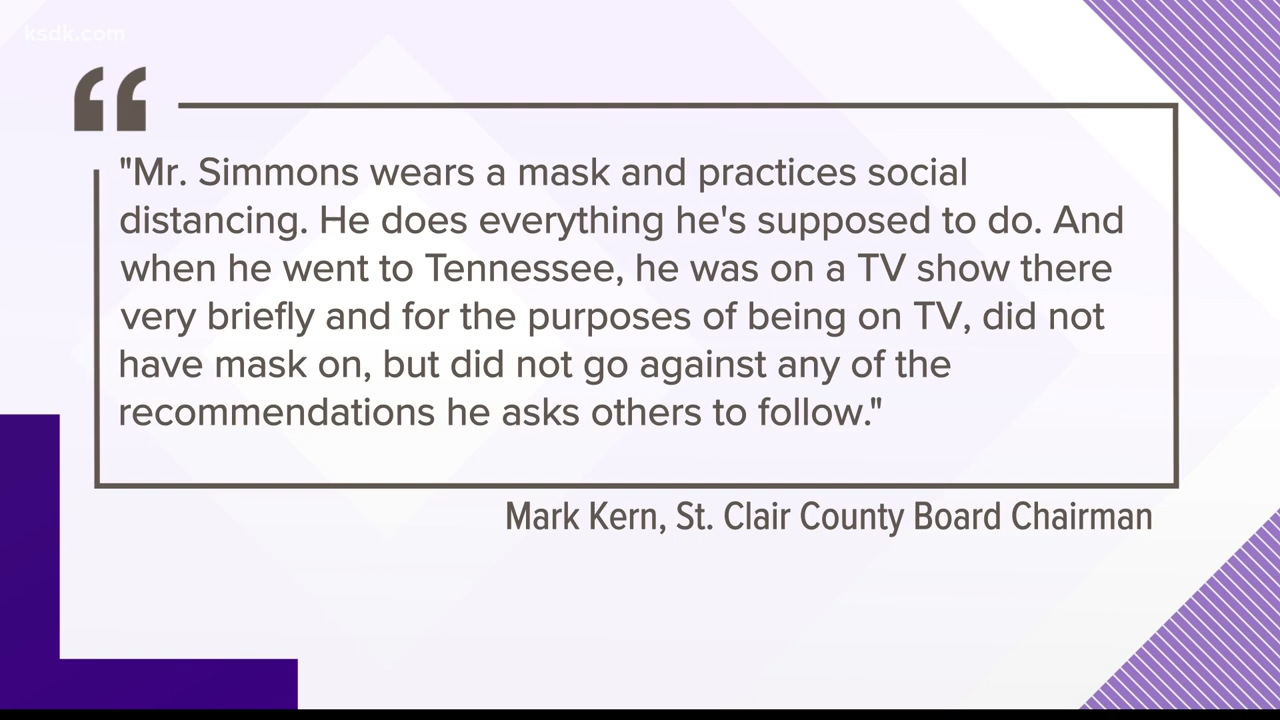 ksdk.com
"Mr. Simmons wears a mask and practices social
distancing. He does everything he's supposed to do. And
when he went to Tennessee, he was on a TV show there
very briefly and for the purposes of being on TV, did not
have mask on, but did not go against any of the
recommendations he asks others to follow."
Mark Kern, St. Clair County Board Chairman